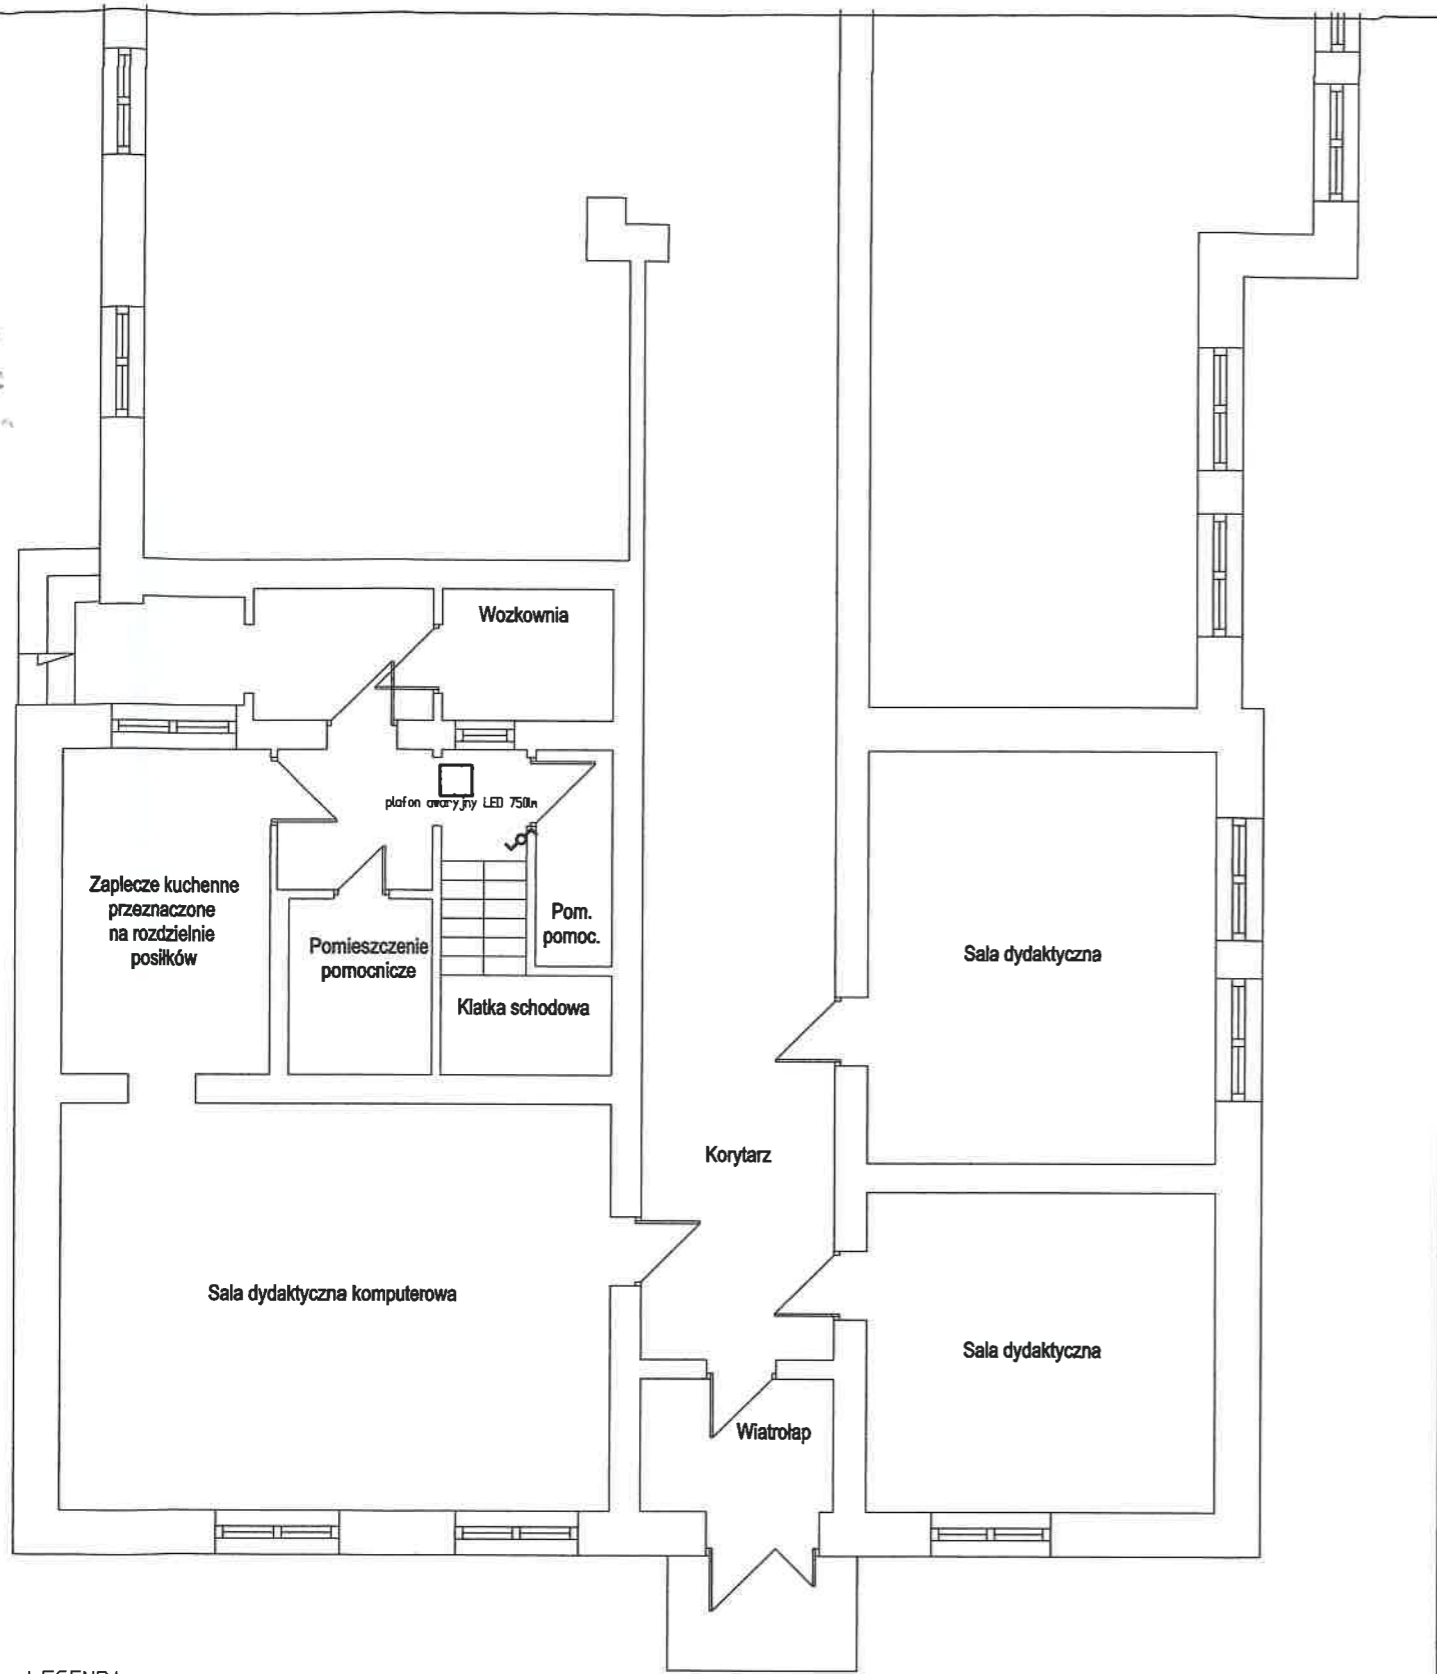 Wozkownia
plafon awaryjny LED 750lm
Zaplecze kuchenne
przeznaczone
na rozdzielnie
posiłków
Pomieszczenie
pomocnicze
Pom.
pomoc.
Klatka schodowa
Sala dydaktyczna
Korytarz
Sala dydaktyczna komputerowa
Sala dydaktyczna
Wiatrołap
LEGENDA